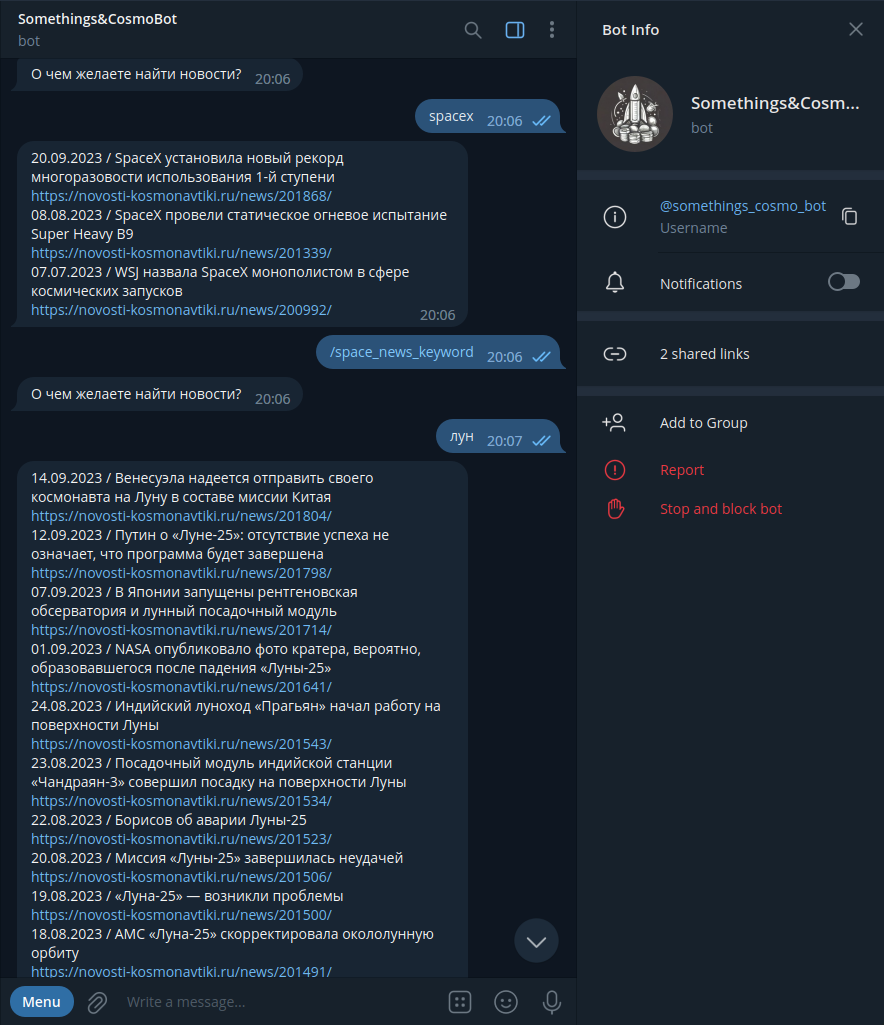 Somethings&CosmoBot
bot
О чем желаете найти новости? 20:06
spacex 20:06
20.09.2023 / SpaceX установила новый рекорд
многоразовости использования 1-й ступени
https://novosti-kosmonavtiki.ru/news/201868/
08.08.2023 / SpaceX провели статическое огневое испытание
Super Heavy B9
https://novosti-kosmonavtiki.ru/news/201339/
07.07.2023 / WSJ назвала SpaceX монополистом в сфере
космических запусков
https://novosti-kosmonavtiki.ru/news/200992/
20:06
/space_news_keyword 20:06
О чем желаете найти новости? 20:06
лун 20:07
14.09.2023 / Венесуэла надеется отправить своего
космонавта на Луну в составе миссии Китая
https://novosti-kosmonavtiki.ru/news/201804/
12.09.2023 / Путин о «Луне-25»: отсутствие успеха не
означает, что программа будет завершена
https://novosti-kosmonavtiki.ru/news/201798/
07.09.2023 / В Японии запущены рентгеновская
обсерватория и лунный посадочный модуль
https://novosti-kosmonavtiki.ru/news/201714/
01.09.2023 / NASA опубликовало фото кратера, вероятно,
образовавшегося после падения «Луны-25»
https://novosti-kosmonavtiki.ru/news/201641/
24.08.2023 / Индийский луноход «Прагьян» начал работу на
поверхности Луны
https://novosti-kosmonavtiki.ru/news/201543/
23.08.2023 / Посадочный модуль индийской станции
«Чандраян-3» совершил посадку на поверхности Луны
https://novosti-kosmonavtiki.ru/news/201534/
22.08.2023 / Борисов об аварии Луны-25
https://novosti-kosmonavtiki.ru/news/201523/
20.08.2023 / Миссия «Луны-25» завершилась неудачей
https://novosti-kosmonavtiki.ru/news/201506/
19.08.2023 / «Луна-25» — возникли проблемы
https://novosti-kosmonavtiki.ru/news/201500/
18.08.2023 / АМС «Луна-25» скорректировала окололунную
орбиту
https://novosti-kosmonavtiki.ru/news/201491/
Menu
Write a message...
Bot Info
Somethings&Cosm...
bot
@somethings_cosmo_bot
Username
Notifications
2 shared links
Add to Group
Report
Stop and block bot